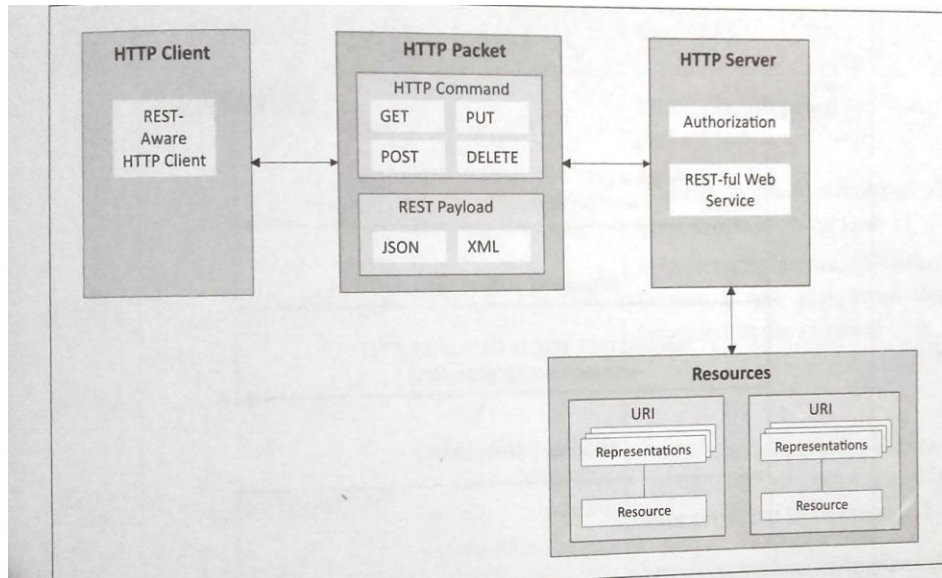 HTTP Client
REST-
Aware
HTTP Client
HTTP Packet
HTTP Command
GET
PUT
POST
DELETE
REST Payload
JSON
XML
HTTP Server
Authorization
REST-ful Web
Service
Resources
URI
Representations
Resource
URI
Representations
Resource